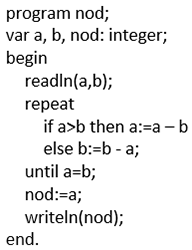 program nod;
var a, b, nod: integer;
begin
readln(a,b);
repeat
if a>b then a:=a – b
else b:=b - a;
until a=b;
nod:=a;
writeln(nod);
end.